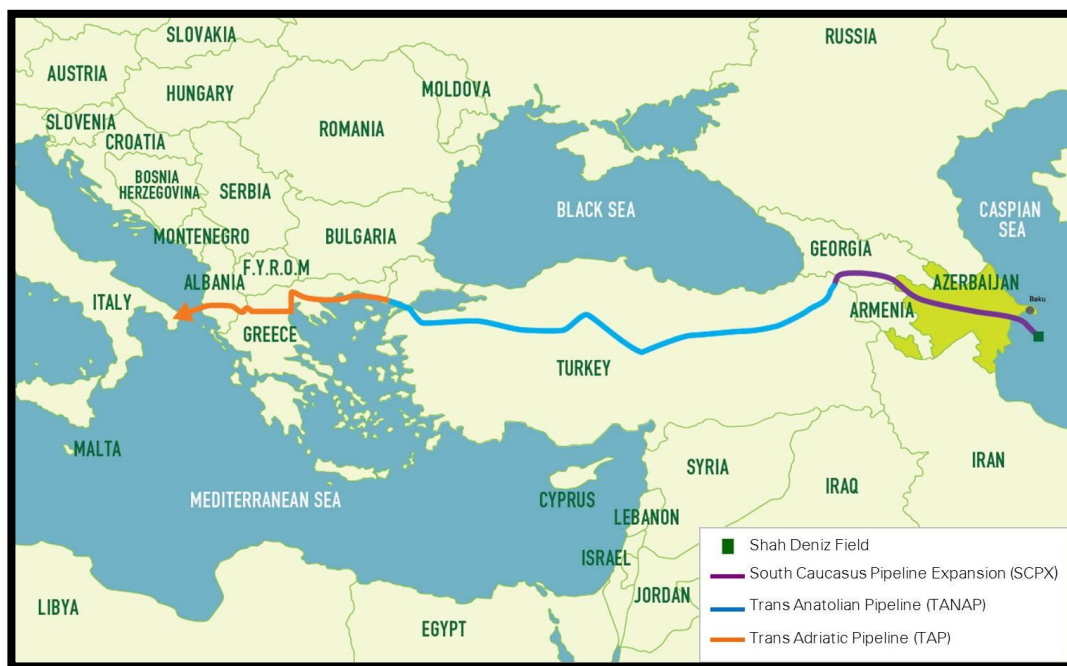 SLOVAKIA
RUSSIA
AUSTRIA
MOLDOVA
HUNGARY
SLOVENIA
ROMANIA
CROATIA
BOSNIA
HERZEGOVINA
SERBIA
BLACK SEA
CASPIAN
SEA
MONTENEGRO
BULGARIA
GEORGIA
F.Y.R.O.M
ALBANIA
AZERBAIJAN
ITALY
Baku
ARMENIA
GREECE
TURKEY
MALTA
SYRIA
IRAN
IRAQ
MEDITERRANEAN SEA
CYPRUS
LEBANON
ISRAEL
JORDAN
LIBYA
EGYPT
Shah Deniz Field
South Caucasus Pipeline Expansion (SCPX)
Trans Anatolian Pipeline (TANAP)
Trans Adriatic Pipeline (TAP)